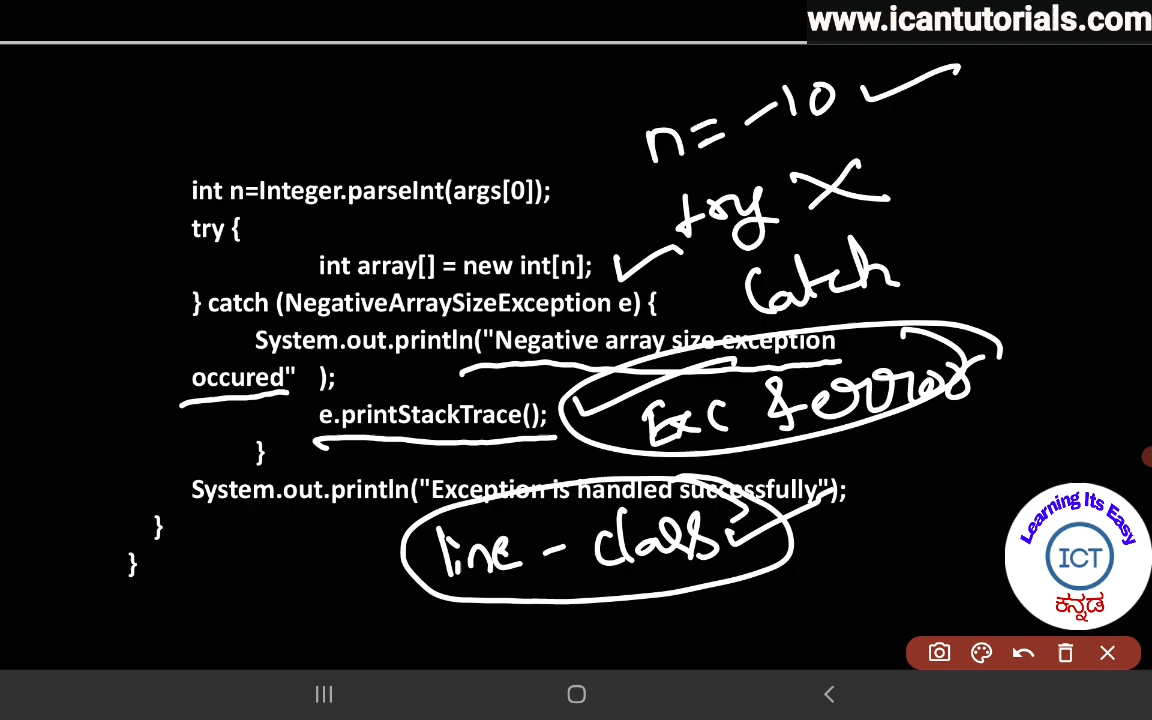 www.icantutorials.com
n = -10
int n=Integer.parseInt(args[0]);
try {
try X
int array[] = new int[n];
Catch
} catch (NegativeArraySizeException e) {
System.out.println("Negative array size exception
occured" );
Exc & error
e.printStackTrace();
}
System.out.println("Exception is handled successfully");
line - class
}
}
Learning Its Easy
ICT
ಕನ್ನಡ